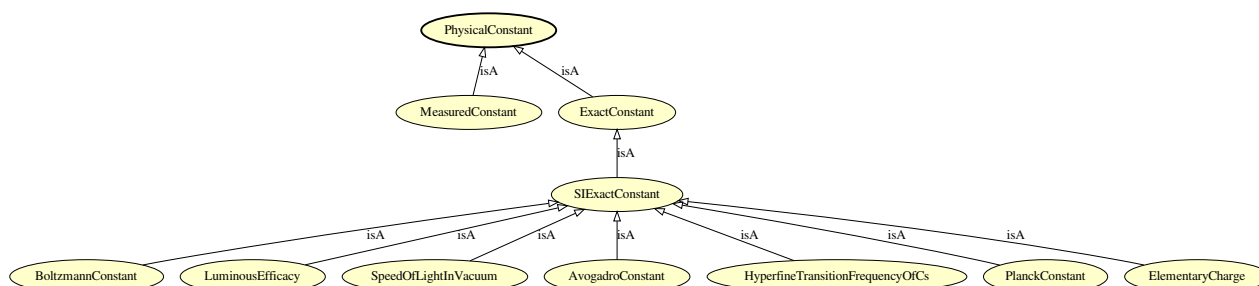 PhysicalConstant
isA
isA
MeasuredConstant
ExactConstant
isA
SIExactConstant
isA
isA
isA
isA
isA
isA
isA
BoltzmannConstant
LuminousEfficacy
SpeedOfLightInVacuum
AvogadroConstant
HyperfineTransitionFrequencyOfCs
PlanckConstant
ElementaryCharge